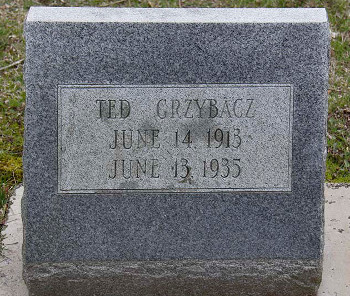 TED GRZYBACZ
JUNE 14, 1913
JUNE 13, 1935